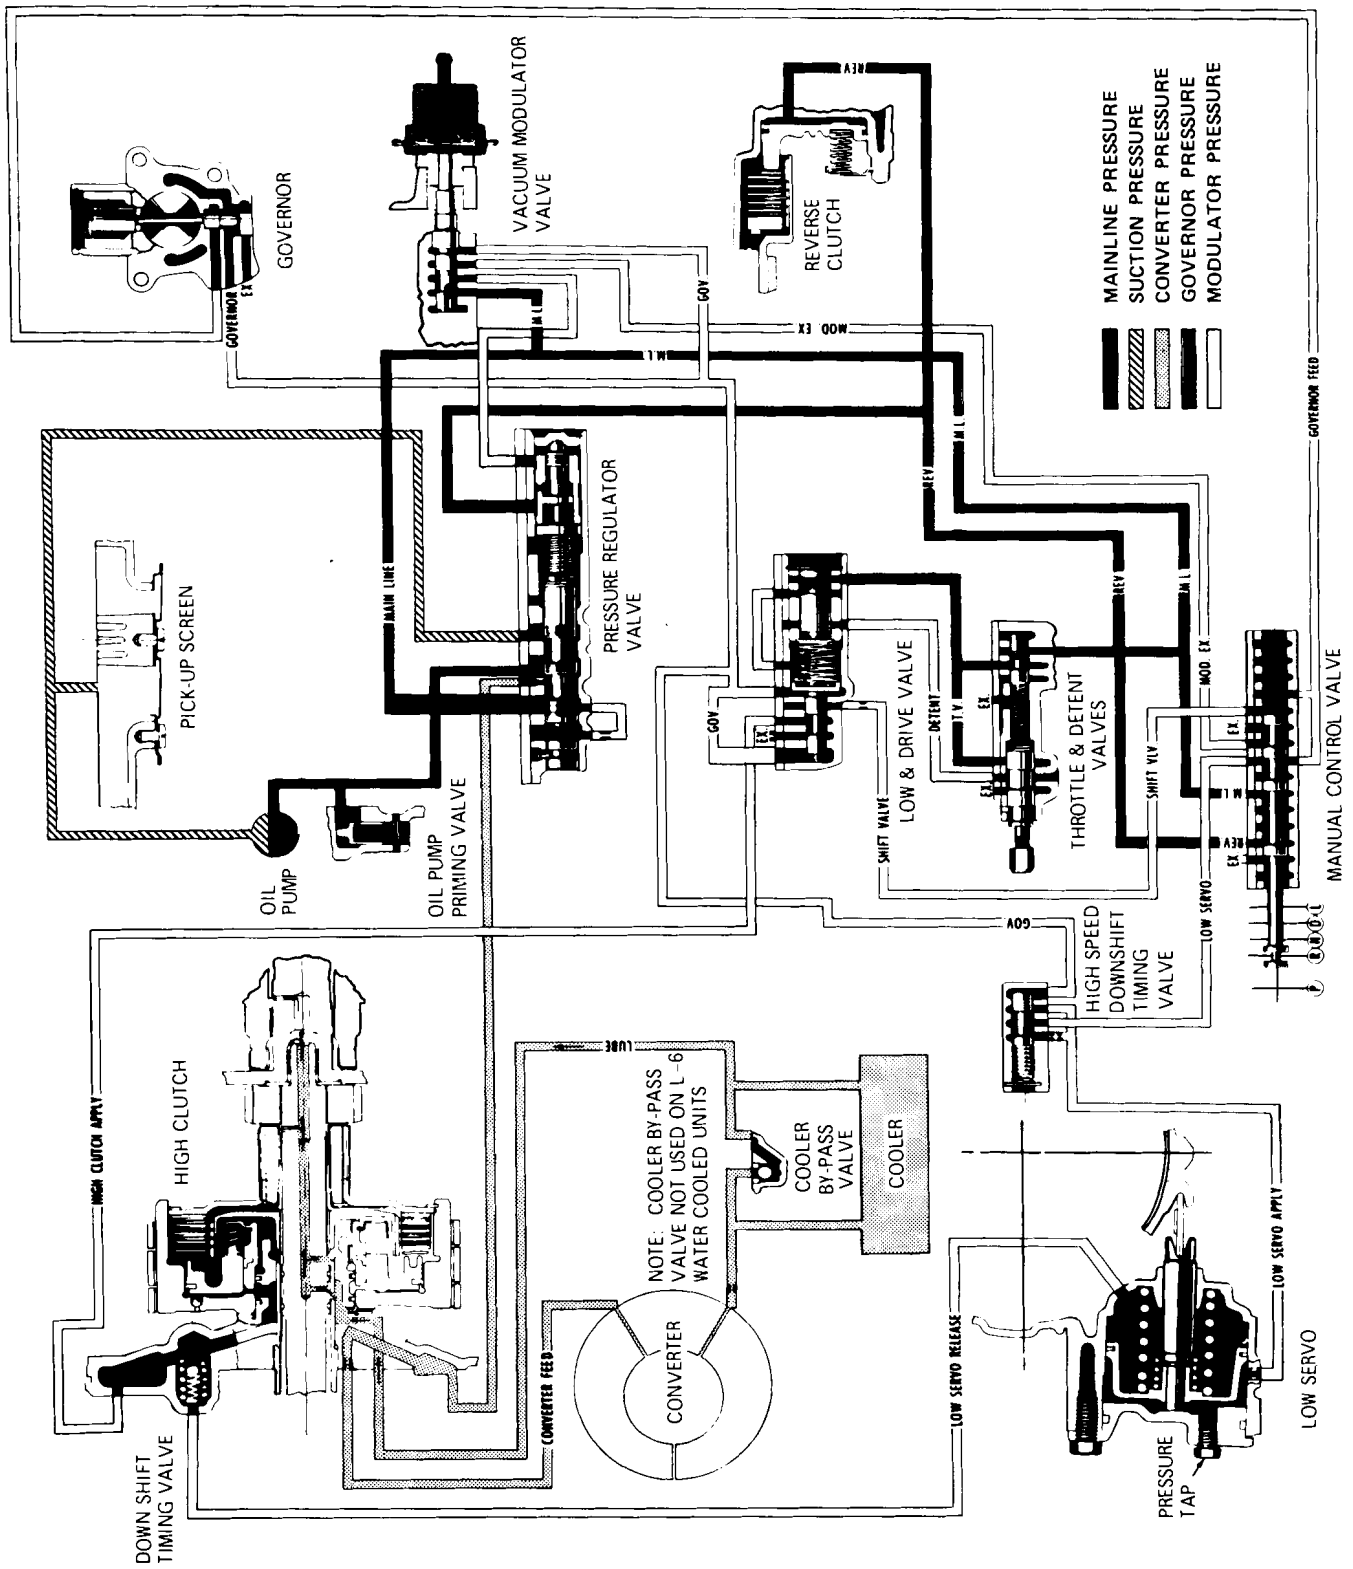 DOWN SHIFT
TIMING VALVE
HIGH CLUTCH
HIGH CLUTCH APPLY
OIL
PUMP
OIL PUMP
PRIMING VALVE
PICK-UP SCREEN
GOVERNOR
GOVERNOR
EX
VACUUM MODULATOR
VALVE
MAIN LINE
M.L.
M.L.
GOV
MOD. EX
REV
REVERSE
CLUTCH
PRESSURE REGULATOR
VALVE
CONVERTER FEED
LUBE
CONVERTER
NOTE: COOLER BY-PASS
VALVE NOT USED ON L-6
WATER COOLED UNITS
COOLER
BY-PASS
VALVE
COOLER
GOV
EX.
SHIFT VALVE
LOW & DRIVE VALVE
DETENT
T.V.
REV
M.L.
EX.
EX.
THROTTLE & DETENT
VALVES
REV
M.L.
MOD. EX
SHIFT VLV
GOV
HIGH SPEED
DOWNSHIFT
TIMING
VALVE
EX
LOW SERVO
EX.
M.L.
REV
EX
MANUAL CONTROL VALVE
P R N D L
GOVERNOR FEED
MAINLINE PRESSURE
SUCTION PRESSURE
CONVERTER PRESSURE
GOVERNOR PRESSURE
MODULATOR PRESSURE
LOW SERVO RELEASE
LOW SERVO APPLY
PRESSURE
TAP
LOW SERVO